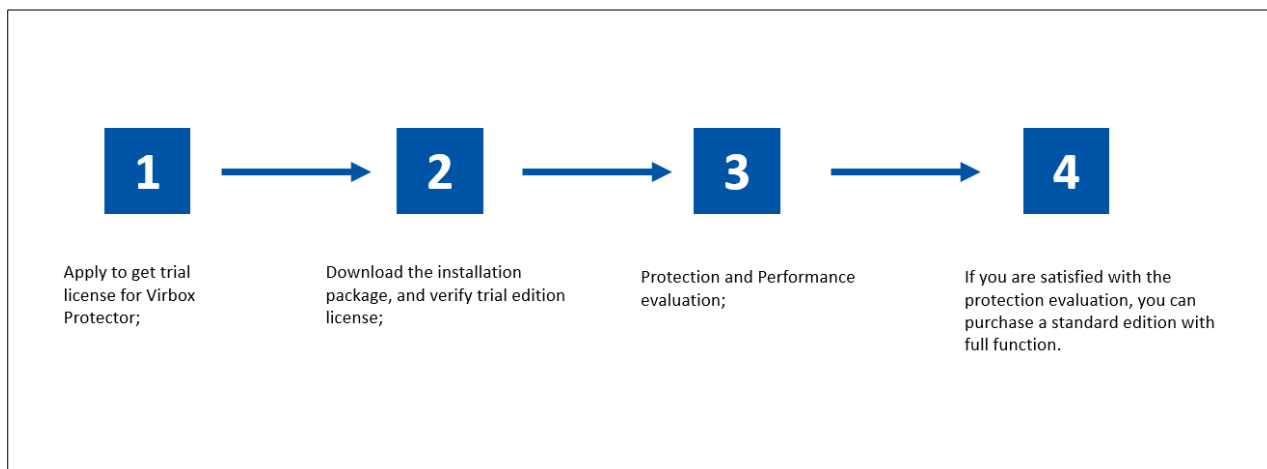 1
2
3
4
Apply to get trial
license for Virbox
Protector;
Download the installation
package, and verify trial edition
license;
Protection and Performance
evaluation;
If you are satisfied with the
protection evaluation, you can
purchase a standard edition with
full function.